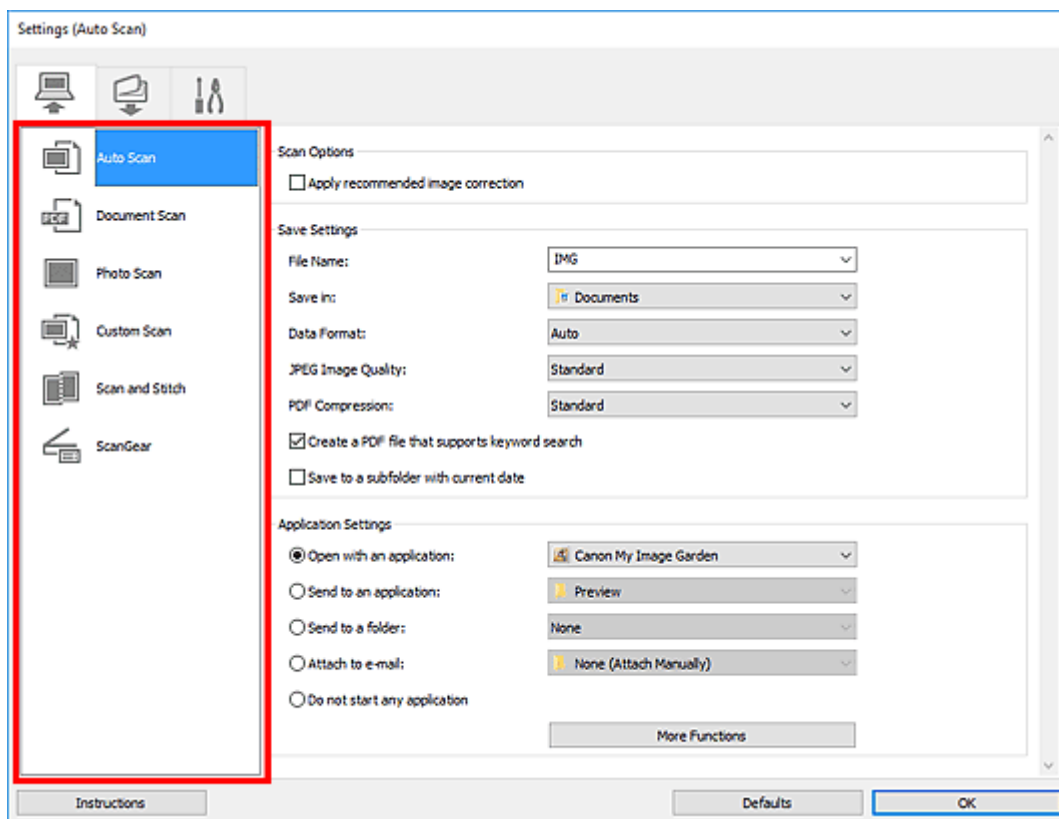 Settings (Auto Scan)
Auto Scan
Document Scan
Photo Scan
Custom Scan
Scan and Stitch
ScanGear
Scan Options
Apply recommended image correction
Save Settings
File Name: IMG
Save in: Documents
Data Format: Auto
JPEG Image Quality: Standard
PDF Compression: Standard
Create a PDF file that supports keyword search
Save to a subfolder with current date
Application Settings
Open with an application: Canon My Image Garden
Send to an application: Preview
Send to a folder: None
Attach to e-mail: None (Attach Manually)
Do not start any application
More Functions
Instructions Defaults OK